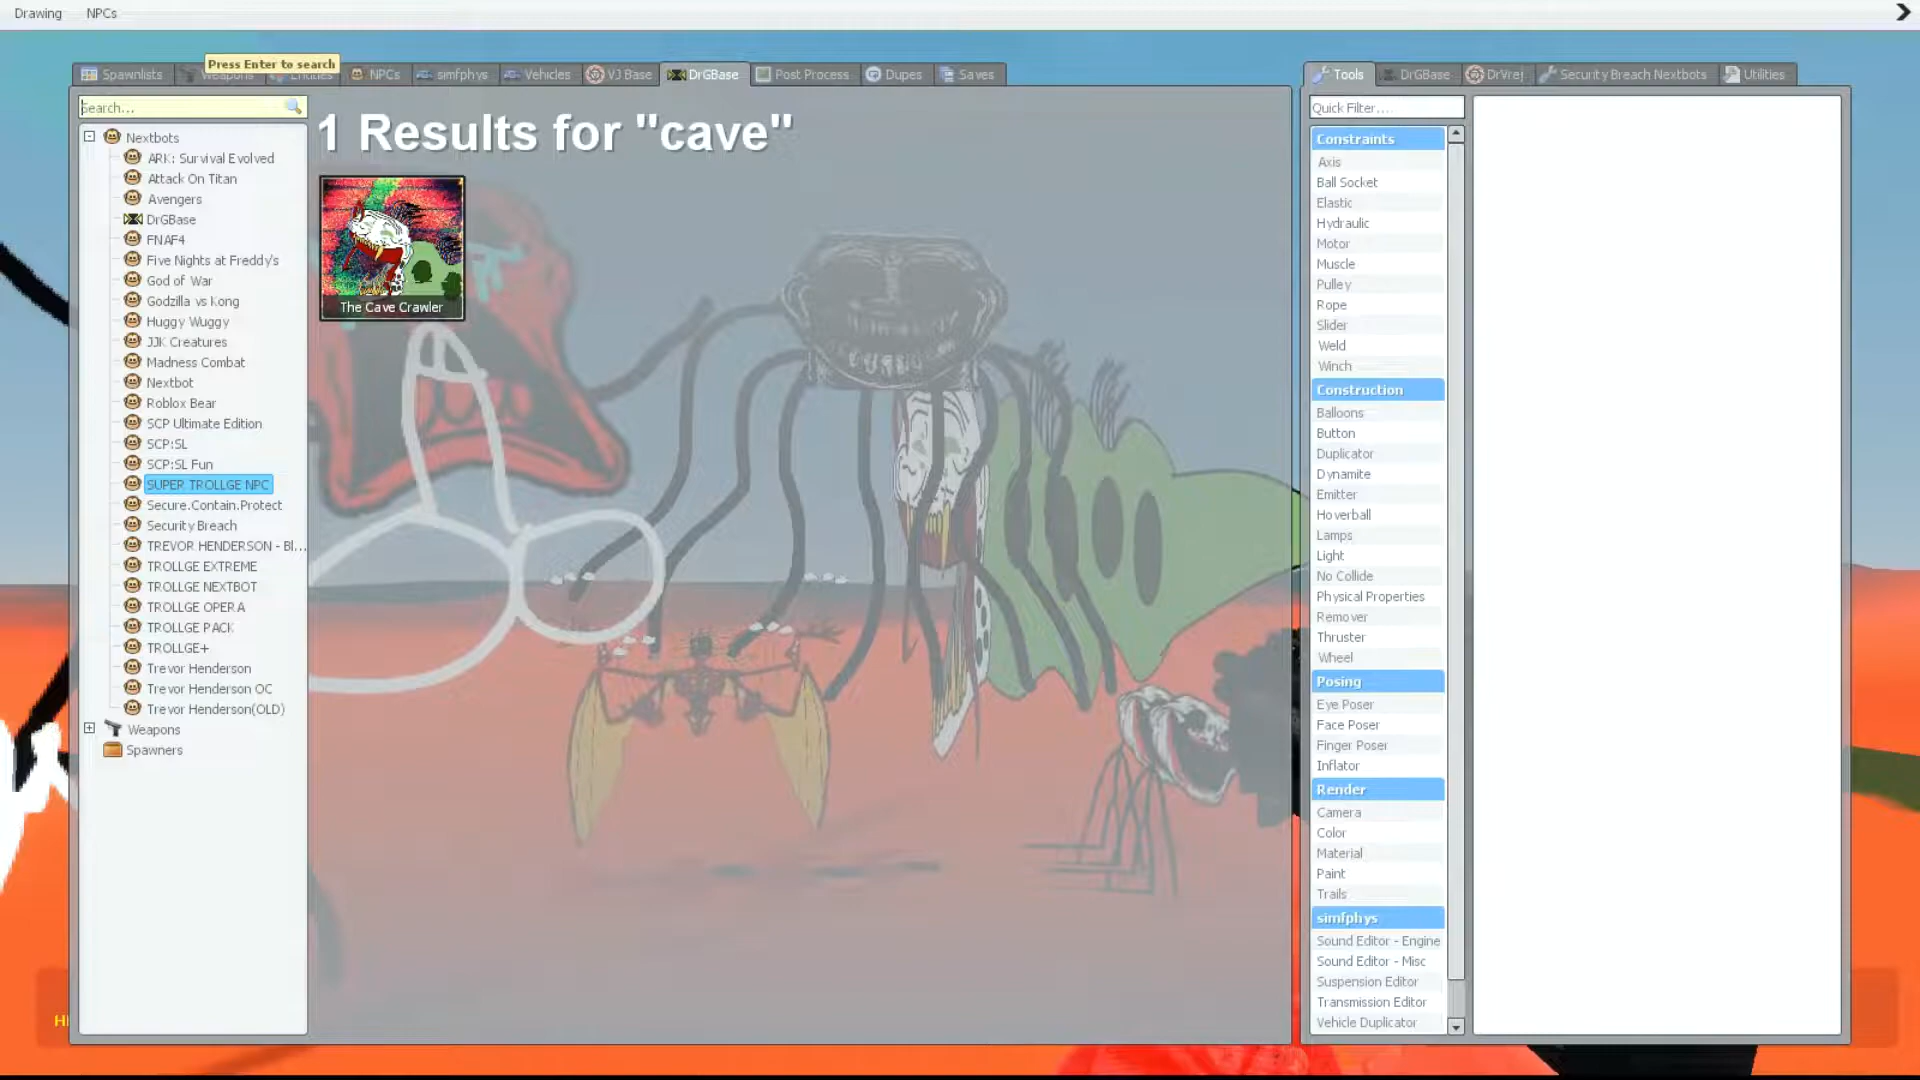 Drawing NPCs
Press Enter to search
Spawnlists Weapons Entities NPCs simfphys Vehicles VJ Base DrGBase Post Process Dupes Saves
Search...
1 Results for "cave"
The Cave Crawler
Nextbots
ARK: Survival Evolved
Attack On Titan
Avengers
DrGBase
FNAF4
Five Nights at Freddy's
God of War
Godzilla vs Kong
Huggy Wuggy
JJK Creatures
Madness Combat
Nextbot
Roblox Bear
SCP Ultimate Edition
SCP:SL
SCP:SL Fun
SUPER TROLLGE NPC
Secure.Contain.Protect
Security Breach
TREVOR HENDERSON - Bl...
TROLLGE EXTREME
TROLLGE NEXTBOT
TROLLGE OPERA
TROLLGE PACK
TROLLGE+
Trevor Henderson
Trevor Henderson OC
Trevor Henderson(OLD)
Weapons
Spawners
Tools DrGBase DrVrej Security Breach Nextbots Utilities
Quick Filter...
Constraints
Axis
Ball Socket
Elastic
Hydraulic
Motor
Muscle
Pulley
Rope
Slider
Weld
Winch
Construction
Balloons
Button
Duplicator
Dynamite
Emitter
Hoverball
Lamps
Light
No Collide
Physical Properties
Remover
Thruster
Wheel
Posing
Eye Poser
Face Poser
Finger Poser
Inflator
Render
Camera
Color
Material
Paint
Trails
simfphys
Sound Editor - Engine
Sound Editor - Misc
Suspension Editor
Transmission Editor
Vehicle Duplicator